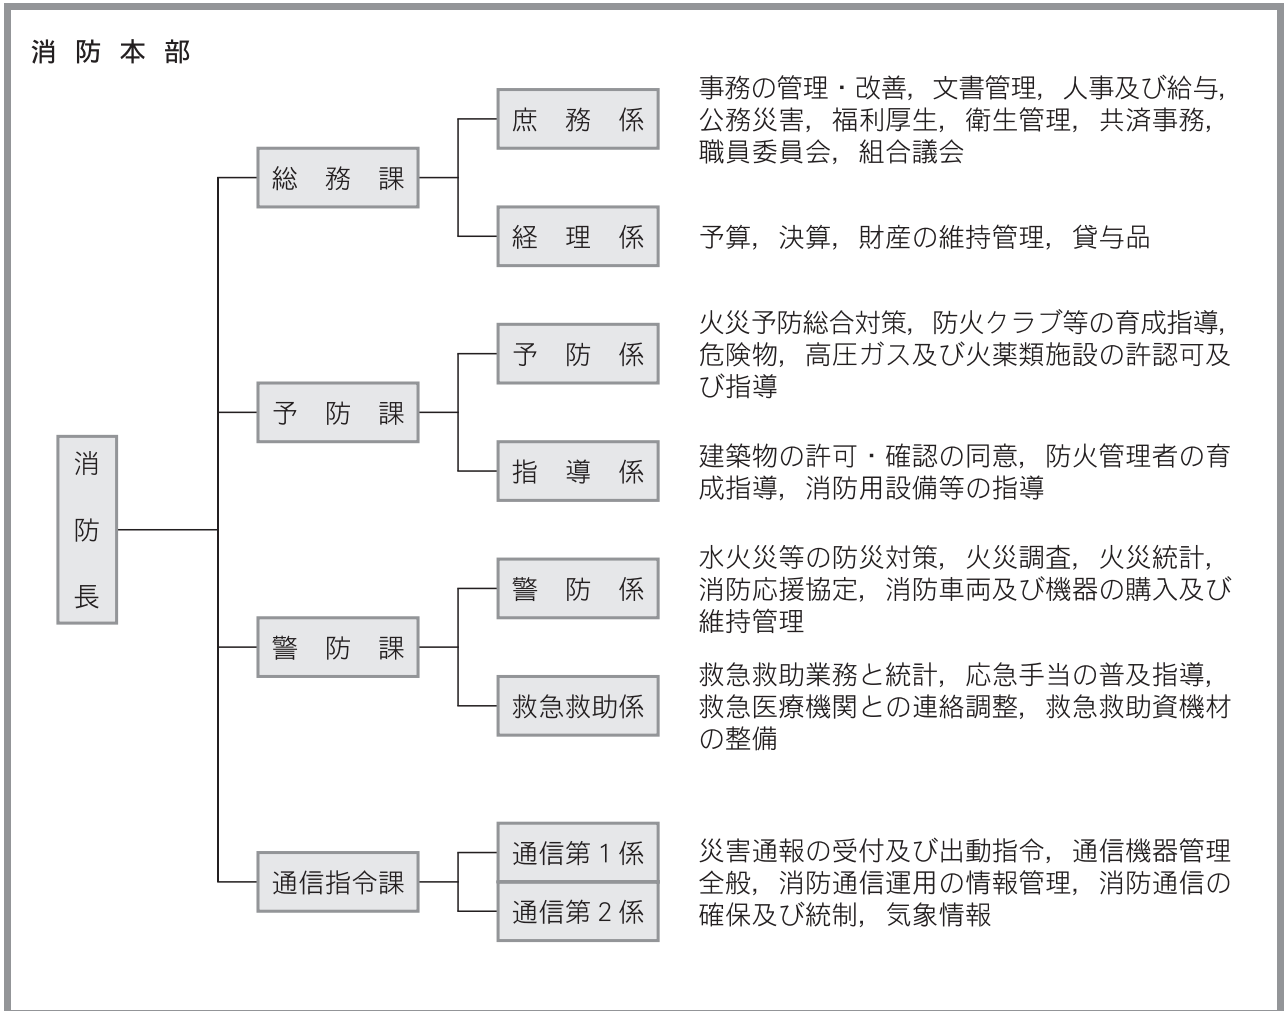 消防本部
消防長
総務課
庶務係
事務の管理・改善，文書管理，人事及び給与，
公務災害，福利厚生，衛生管理，共済事務，
職員委員会，組合議会
経理係
予算，決算，財産の維持管理，貸与品
予防課
予防係
火災予防総合対策，防火クラブ等の育成指導，
危険物，高圧ガス及び火薬類施設の許認可及
び指導
指導係
建築物の許可・確認の同意，防火管理者の育
成指導，消防用設備等の指導
警防課
警防係
水火災等の防災対策，火災調査，火災統計，
消防応援協定，消防車両及び機器の購入及び
維持管理
救急救助係
救急救助業務と統計，応急手当の普及指導，
救急医療機関との連絡調整，救急救助資機材
の整備
通信指令課
通信第１係
通信第２係
災害通報の受付及び出動指令，通信機器管理
全般，消防通信運用の情報管理，消防通信の
確保及び統制，気象情報